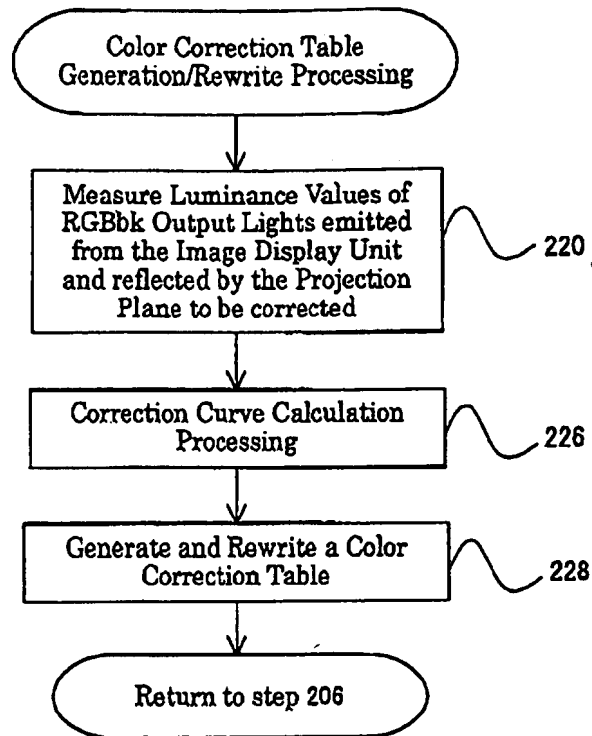 Color Correction Table
Generation/Rewrite Processing
Measure Luminance Values of
RGBbk Output Lights emitted
from the Image Display Unit
and reflected by the Projection
Plane to be corrected
220
Correction Curve Calculation
Processing
226
Generate and Rewrite a Color
Correction Table
228
Return to step 206